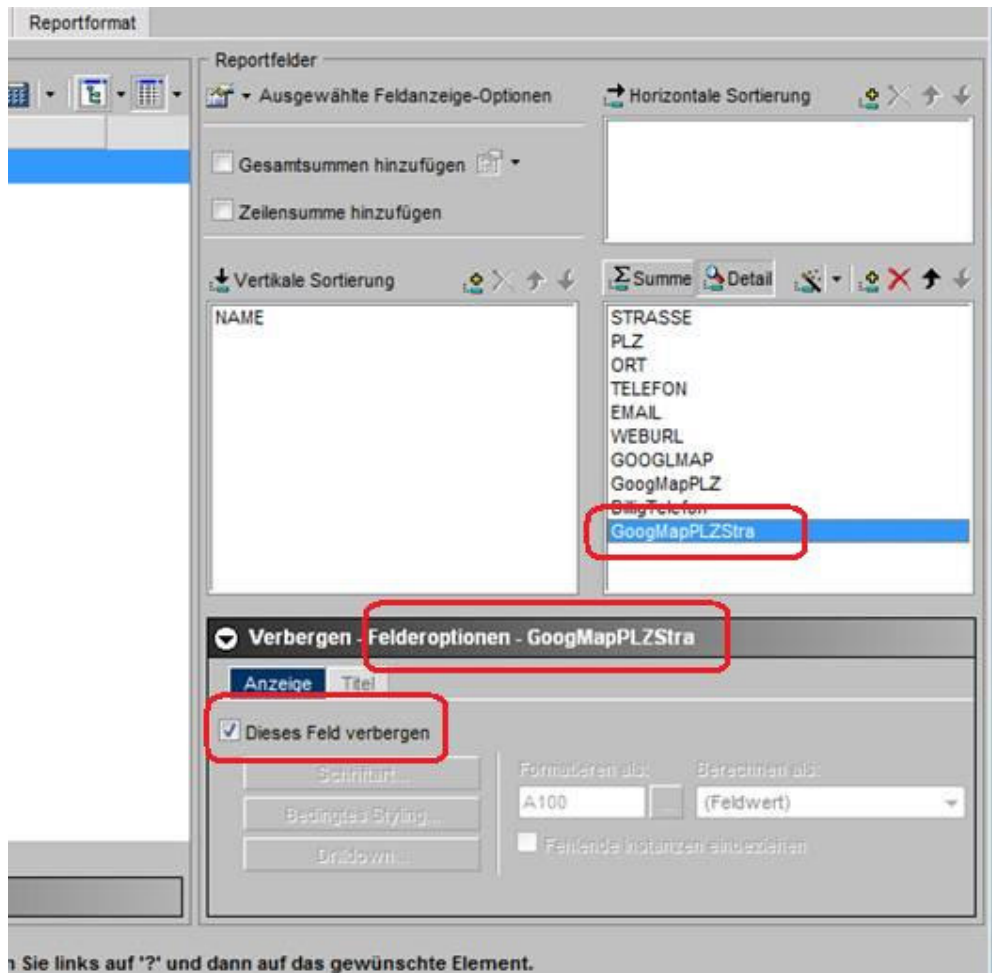 Reportformat
Reportfelder
Ausgewählte Feldanzeige-Optionen
Horizontale Sortierung
Gesamtsummen hinzufügen
Zeilensumme hinzufügen
Vertikale Sortierung
Summe Detail
NAME
STRASSE
PLZ
ORT
TELEFON
EMAIL
WEBURL
GOOGLMAP
GoogMapPLZ
BilligTelefon
GoogMapPLZStra
Verbergen - Felderoptionen - GoogMapPLZStra
Anzeige Titel
Dieses Feld verbergen
Schriftart...
Formatieren als: Berechnen als:
A100 (Feldwert)
Bedingtes Styling...
Fehlende Instanzen einbeziehen
Drilldown...
n Sie links auf '?' und dann auf das gewünschte Element.